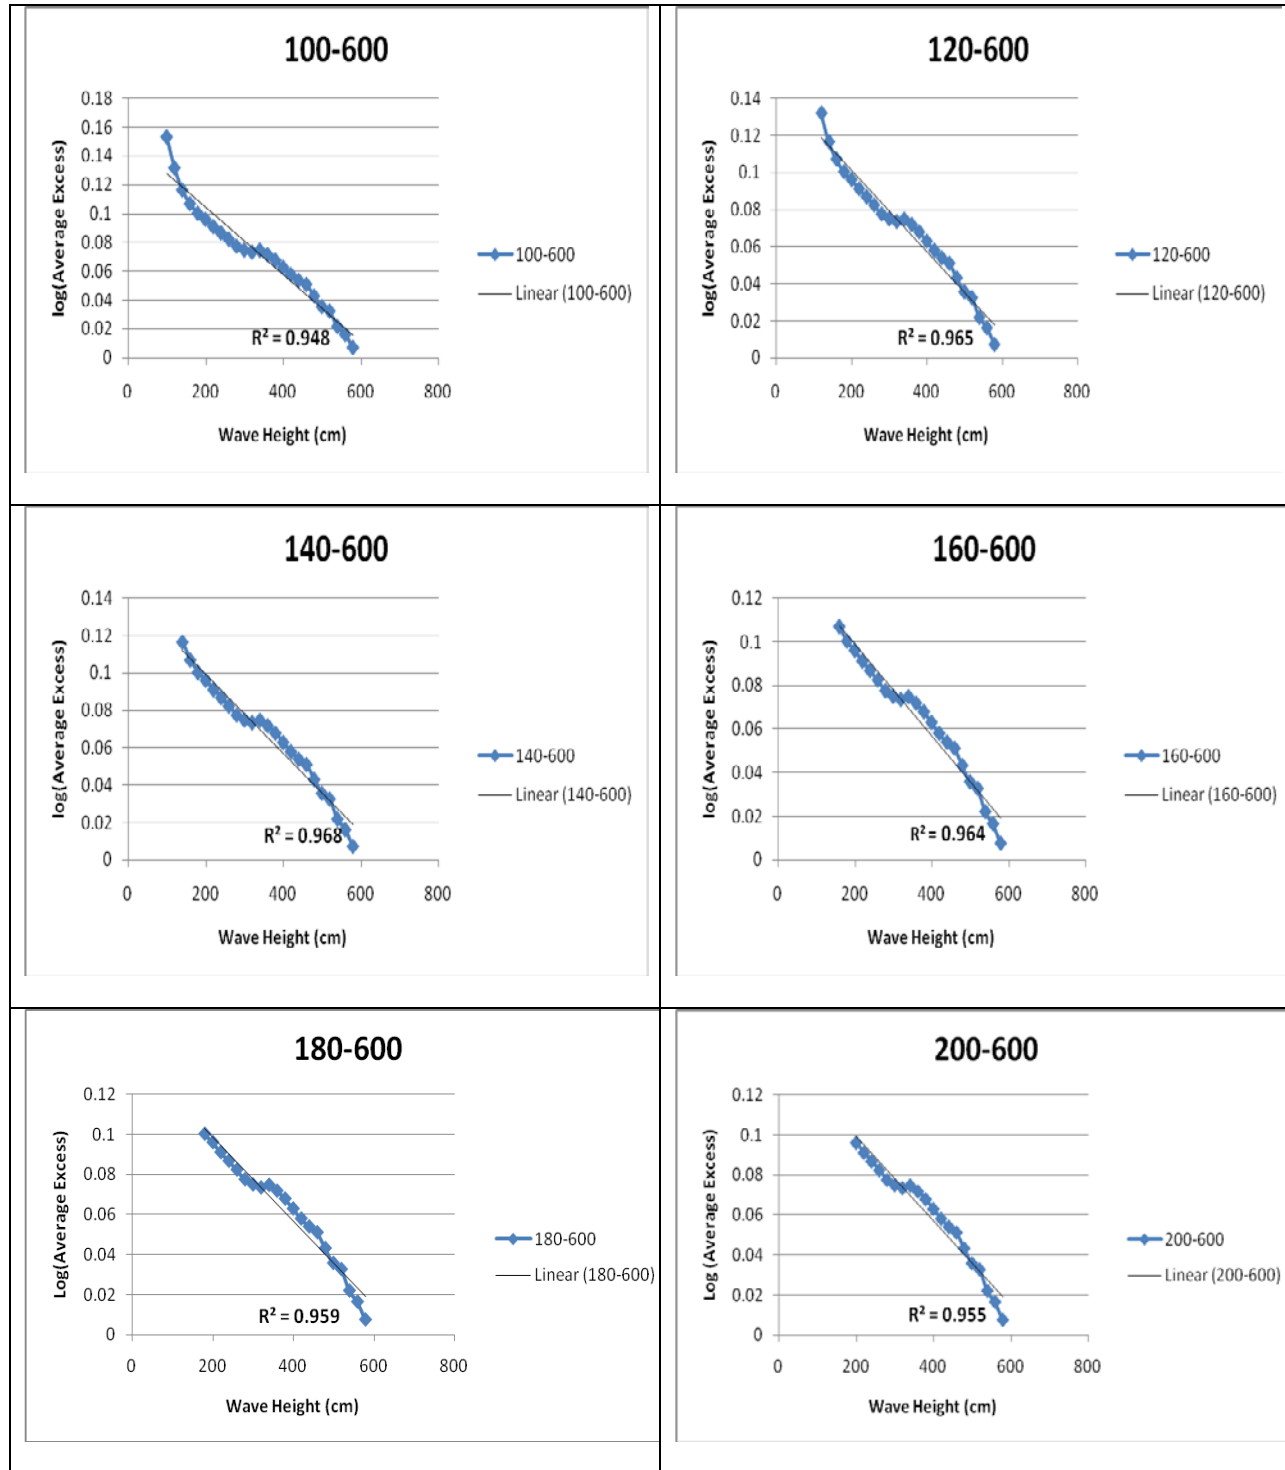 100-600
0.18
0.16
0.14
0.12
0.1
0.08
0.06
0.04
0.02
0
log(Average Excess)
R² = 0.948
0 200 400 600 800
Wave Height (cm)
100-600
Linear (100-600)
120-600
0.14
0.12
0.1
0.08
0.06
0.04
0.02
0
log(Average Excess)
R² = 0.965
0 200 400 600 800
Wave Height (cm)
120-600
Linear (120-600)
140-600
0.14
0.12
0.1
0.08
0.06
0.04
0.02
0
log(Average Excess)
R² = 0.968
0 200 400 600 800
Wave Height (cm)
140-600
Linear (140-600)
160-600
0.12
0.1
0.08
0.06
0.04
0.02
0
log(Average Excess)
R² = 0.964
0 200 400 600 800
Wave Height (cm)
160-600
Linear (160-600)
180-600
0.12
0.1
0.08
0.06
0.04
0.02
0
Log(Average Excess)
R² = 0.959
0 200 400 600 800
Wave Height (cm)
180-600
Linear (180-600)
200-600
0.12
0.1
0.08
0.06
0.04
0.02
0
Log (Average Excess)
R² = 0.955
0 200 400 600 800
Wave Height (cm)
200-600
Linear (200-600)